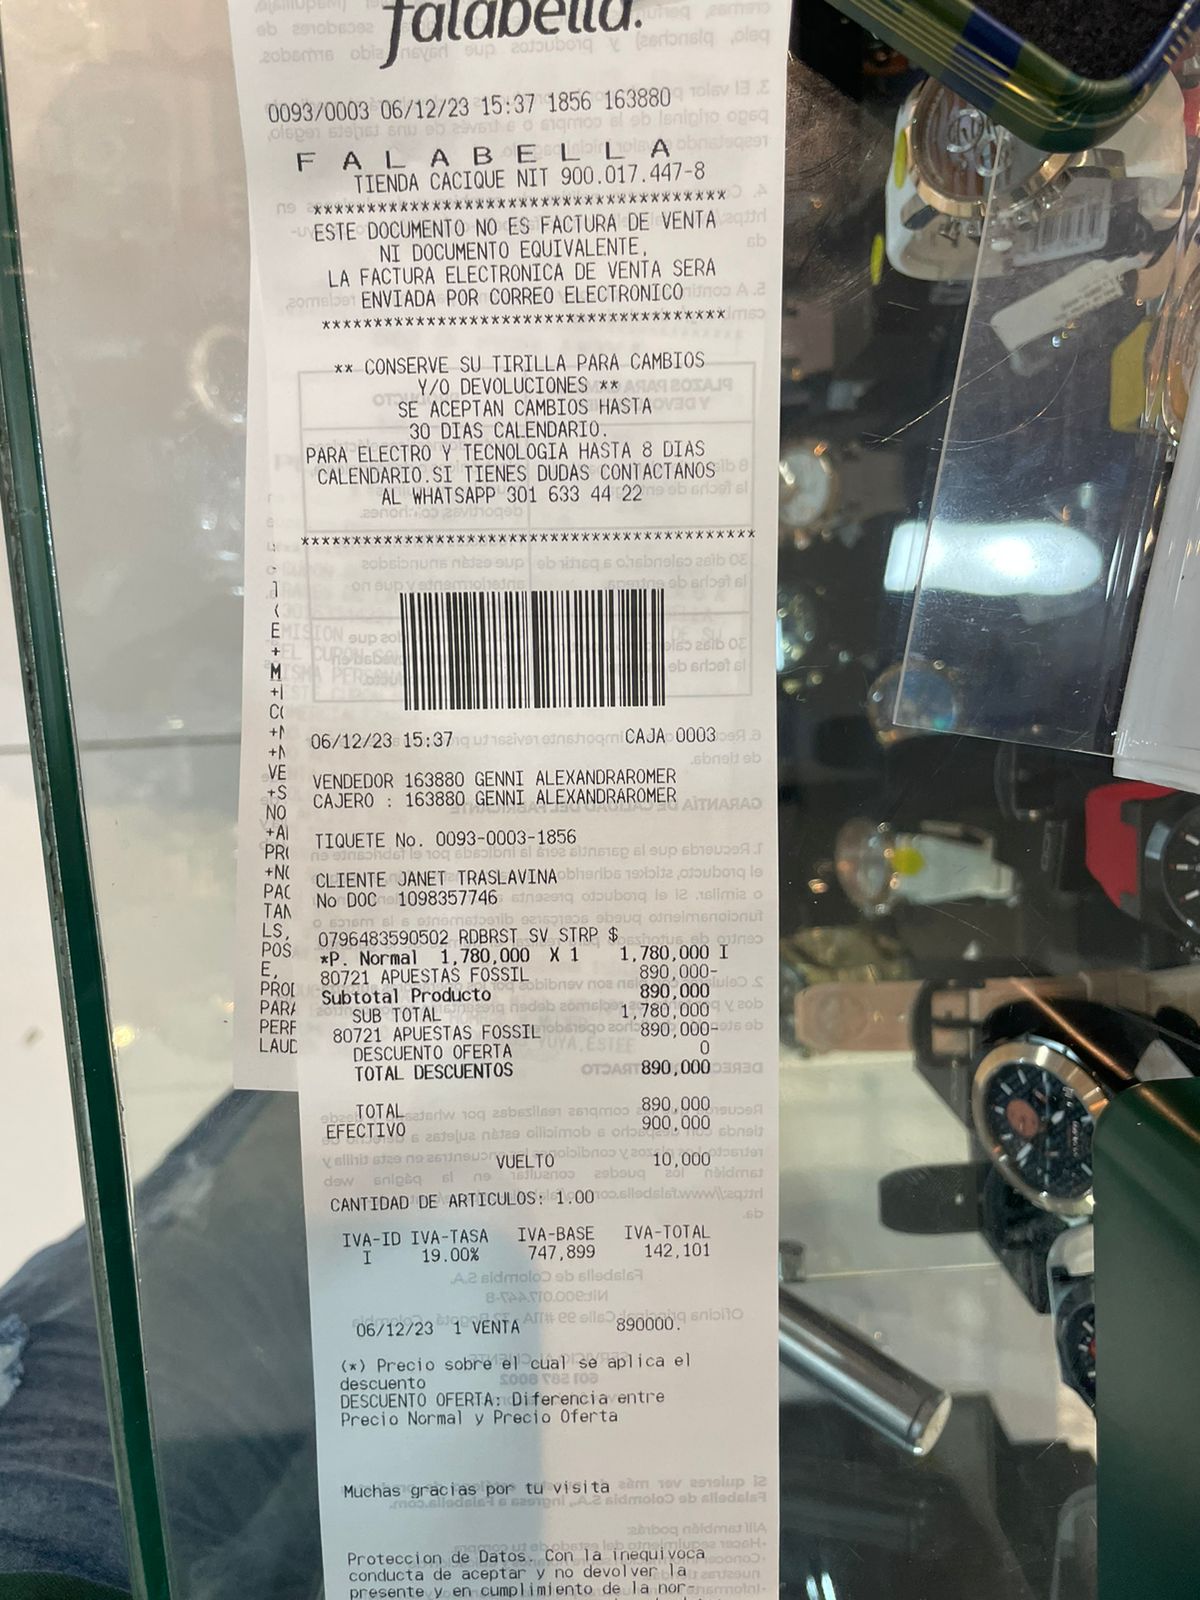 falabella.
0093/0003 06/12/23 15:37 1856 163880
F A L A B E L L A
TIENDA CACIQUE NIT 900.017.447-8
***************************************
ESTE DOCUMENTO NO ES FACTURA DE VENTA
NI DOCUMENTO EQUIVALENTE,
LA FACTURA ELECTRONICA DE VENTA SERA
ENVIADA POR CORREO ELECTRONICO
***************************************
** CONSERVE SU TIRILLA PARA CAMBIOS
Y/O DEVOLUCIONES **
SE ACEPTAN CAMBIOS HASTA
30 DIAS CALENDARIO.
PARA ELECTRO Y TECNOLOGIA HASTA 8 DIAS
CALENDARIO.SI TIENES DUDAS CONTACTANOS
AL WHATSAPP 301 633 44 22
********************************************
06/12/23 15:37 CAJA 0003
VENDEDOR 163880 GENNI ALEXANDRAROMER
CAJERO : 163880 GENNI ALEXANDRAROMER
TIQUETE No. 0093-0003-1856
CLIENTE JANET TRASLAVINA
No DOC 1098357746
0796483590502 RDBRST SV STRP $
*P. Normal 1,780,000 X 1 1,780,000 I
80721 APUESTAS FOSSIL 890,000-
Subtotal Producto 890,000
SUB TOTAL 1,780,000
80721 APUESTAS FOSSIL 890,000-
DESCUENTO OFERTA 0
TOTAL DESCUENTOS 890,000
TOTAL 890,000
EFECTIVO 900,000
VUELTO 10,000
CANTIDAD DE ARTICULOS: 1.00
IVA-ID IVA-TASA IVA-BASE IVA-TOTAL
I 19.00% 747,899 142,101
06/12/23 1 VENTA 890000.
(*) Precio sobre el cual se aplica el
descuento
DESCUENTO OFERTA: Diferencia entre
Precio Normal y Precio Oferta
Muchas gracias por tu visita
Proteccion de Datos. Con la inequivoca
conducta de aceptar y no devolver la
presente y en cumplimiento de la nor-